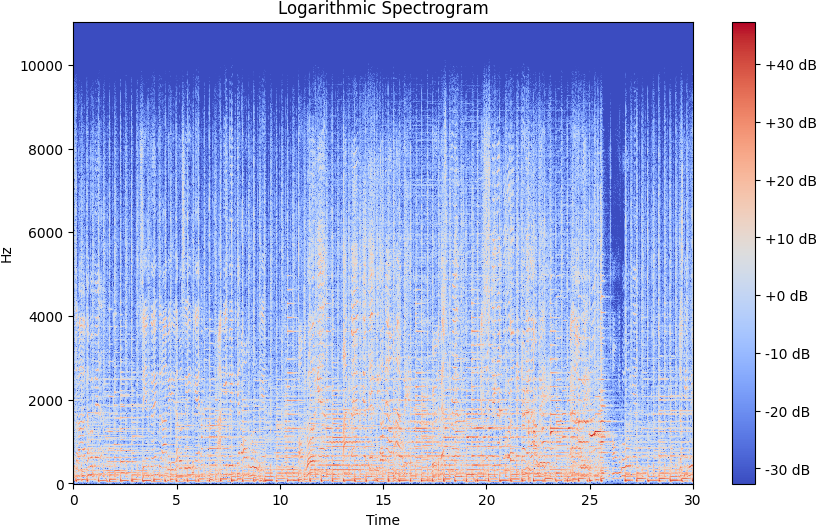 Logarithmic Spectrogram
Hz
10000
8000
6000
4000
2000
0
0 5 10 15 20 25 30
Time
+40 dB
+30 dB
+20 dB
+10 dB
+0 dB
-10 dB
-20 dB
-30 dB